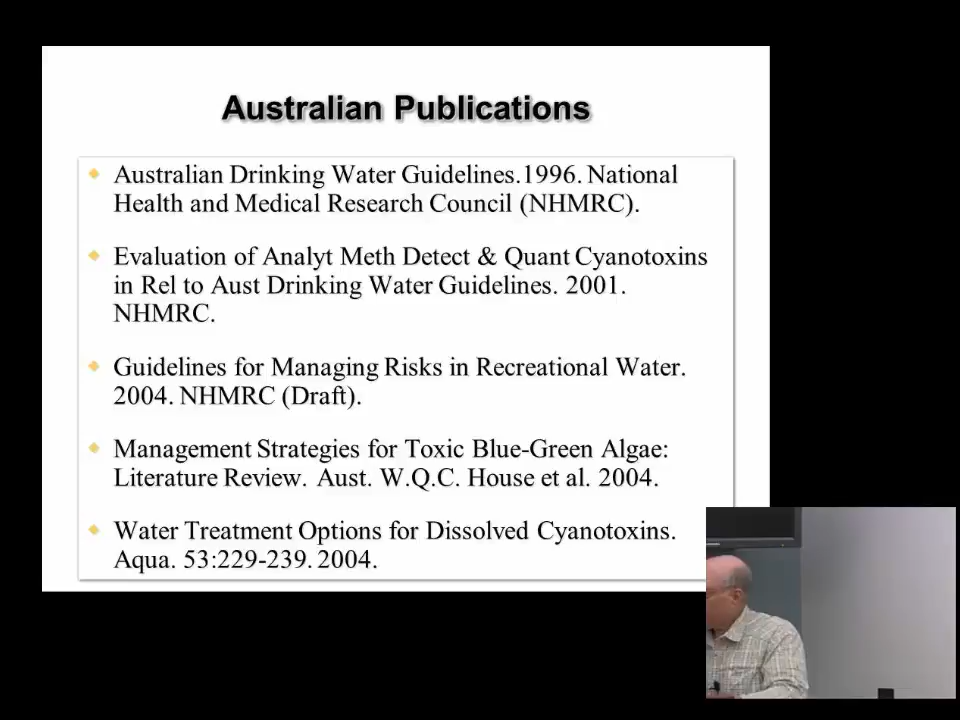 Australian Publications
Australian Drinking Water Guidelines.1996. National
Health and Medical Research Council (NHMRC).
Evaluation of Analyt Meth Detect & Quant Cyanotoxins
in Rel to Aust Drinking Water Guidelines. 2001.
NHMRC.
Guidelines for Managing Risks in Recreational Water.
2004. NHMRC (Draft).
Management Strategies for Toxic Blue-Green Algae:
Literature Review. Aust. W.Q.C. House et al. 2004.
Water Treatment Options for Dissolved Cyanotoxins.
Aqua. 53:229-239. 2004.